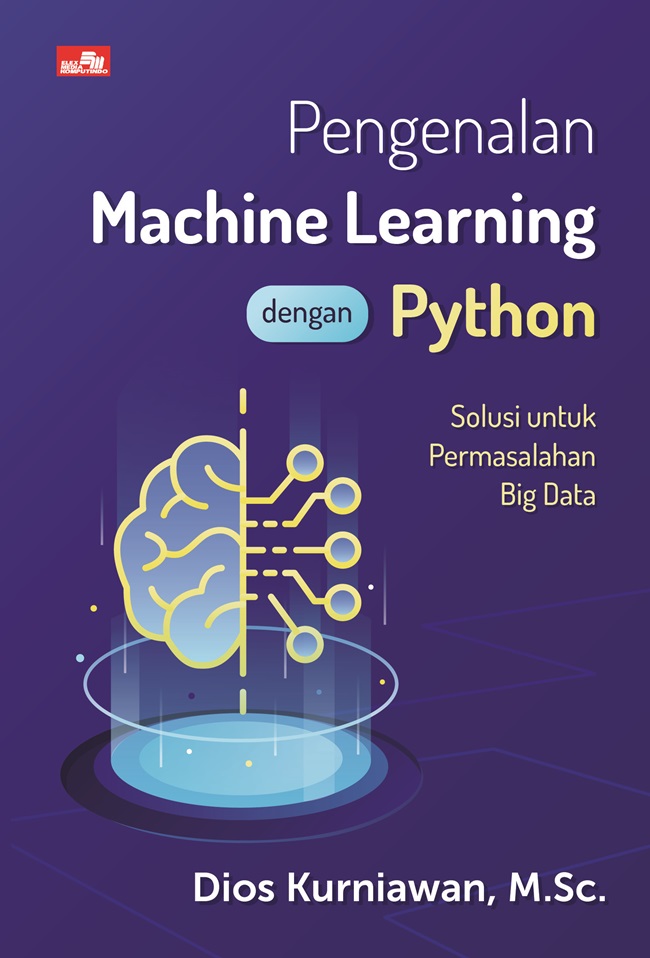 ELEX
MEDIA
KOMPUTINDO
Pengenalan
Machine Learning
dengan Python
Solusi untuk
Permasalahan
Big Data
Dios Kurniawan, M.Sc.